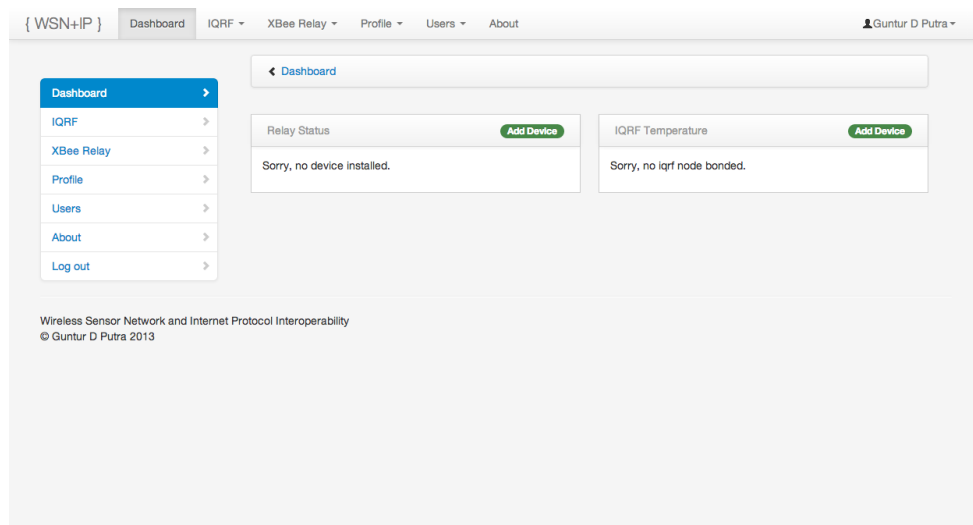 { WSN+IP } Dashboard IQRF XBee Relay Profile Users About Guntur D Putra
Dashboard
Dashboard
IQRF
XBee Relay
Profile
Users
About
Log out
Relay Status Add Device
Sorry, no device installed.
IQRF Temperature Add Device
Sorry, no iqrf node bonded.
Wireless Sensor Network and Internet Protocol Interoperability
© Guntur D Putra 2013